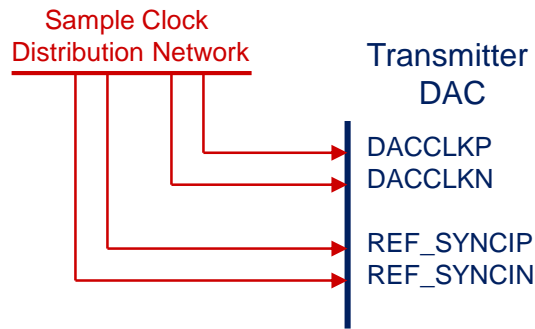 Sample Clock
Distribution Network
Transmitter
DAC
DACCLKP
DACCLKN
REF_SYNCIP
REF_SYNCIN